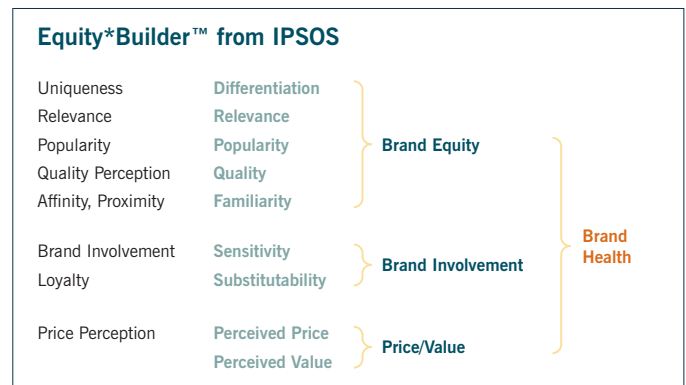 Equity*Builder™ from IPSOS
Uniqueness Differentiation
Relevance Relevance
Popularity Popularity Brand Equity
Quality Perception Quality
Affinity, Proximity Familiarity
Brand Involvement Sensitivity
Loyalty Substitutability
Brand Involvement
Brand
Health
Price Perception Perceived Price
Perceived Value
Price/Value